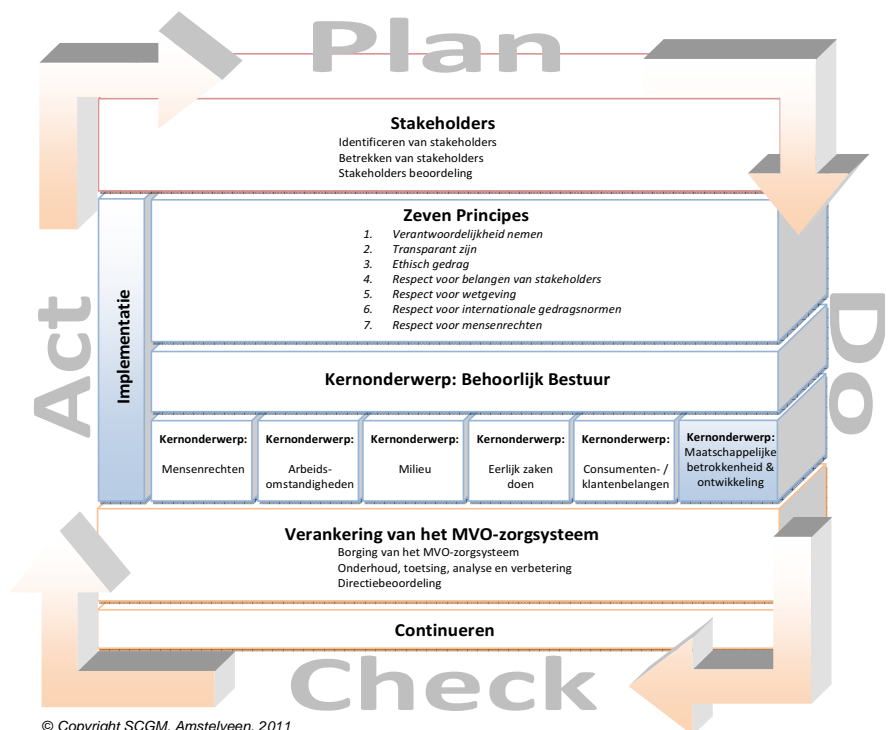 Plan
Stakeholders
Identificeren van stakeholders
Betrekken van stakeholders
Stakeholders beoordeling
Implementatie
Zeven Principes
1. Verantwoordelijkheid nemen
2. Transparant zijn
3. Ethisch gedrag
4. Respect voor belangen van stakeholders
5. Respect voor wetgeving
6. Respect voor internationale gedragsnormen
7. Respect voor mensenrechten
Act
Do
Kernonderwerp: Behoorlijk Bestuur
Kernonderwerp:
Mensenrechten
Kernonderwerp:
Arbeids-
omstandigheden
Kernonderwerp:
Milieu
Kernonderwerp:
Eerlijk zaken
doen
Kernonderwerp:
Consumenten- /
klantenbelangen
Kernonderwerp:
Maatschappelijke
betrokkenheid &
ontwikkeling
Verankering van het MVO-zorgsysteem
Borging van het MVO-zorgsysteem
Onderhoud, toetsing, analyse en verbetering
Directiebeoordeling
Continueren
Check
© Copyright SCGM, Amstelveen, 2011